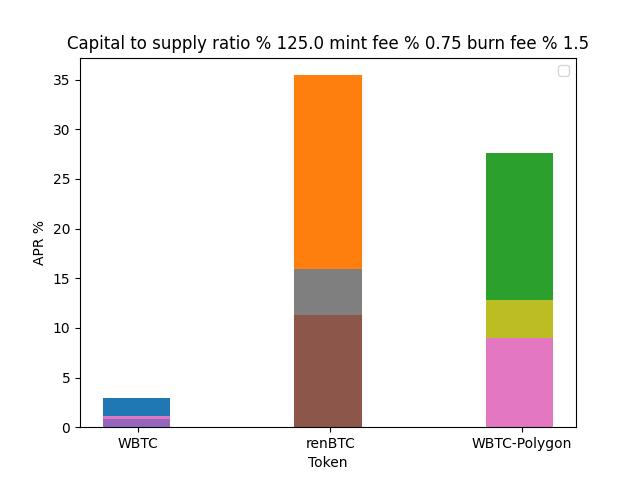 Capital to supply ratio % 125.0 mint fee % 0.75 burn fee % 1.5
35
30
25
20
15
10
5
0
APR %
WBTC renBTC WBTC-Polygon
Token